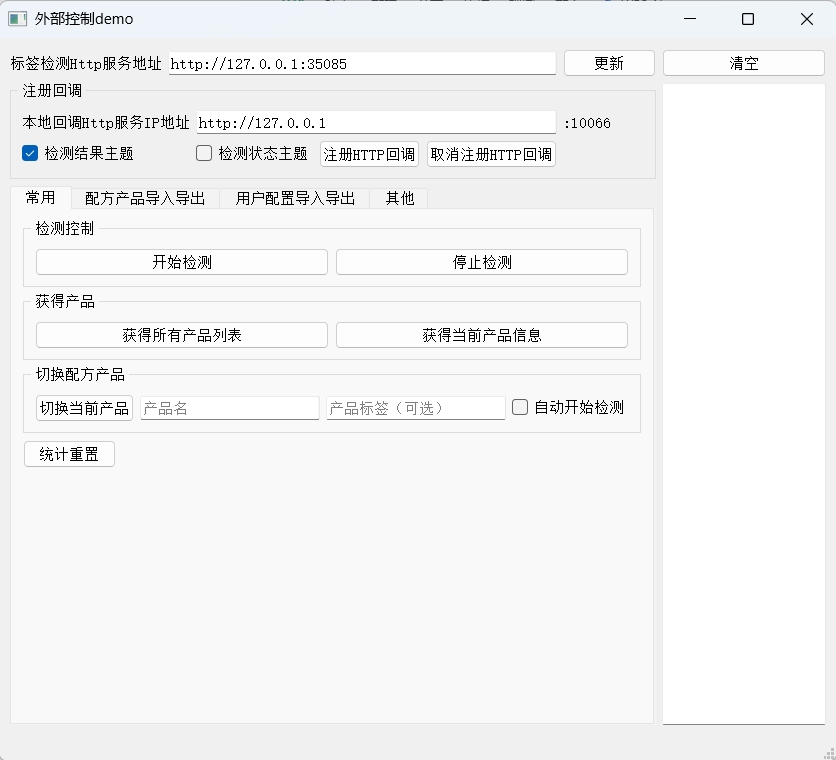 外部控制demo
标签检测Http服务地址 http://127.0.0.1:35085 更新 清空
注册回调
本地回调Http服务IP地址 http://127.0.0.1 :10066
检测结果主题 检测状态主题 注册HTTP回调 取消注册HTTP回调
常用 配方产品导入导出 用户配置导入导出 其他
检测控制
开始检测 停止检测
获得产品
获得所有产品列表 获得当前产品信息
切换配方产品
切换当前产品 产品名 产品标签（可选） 自动开始检测
统计重置